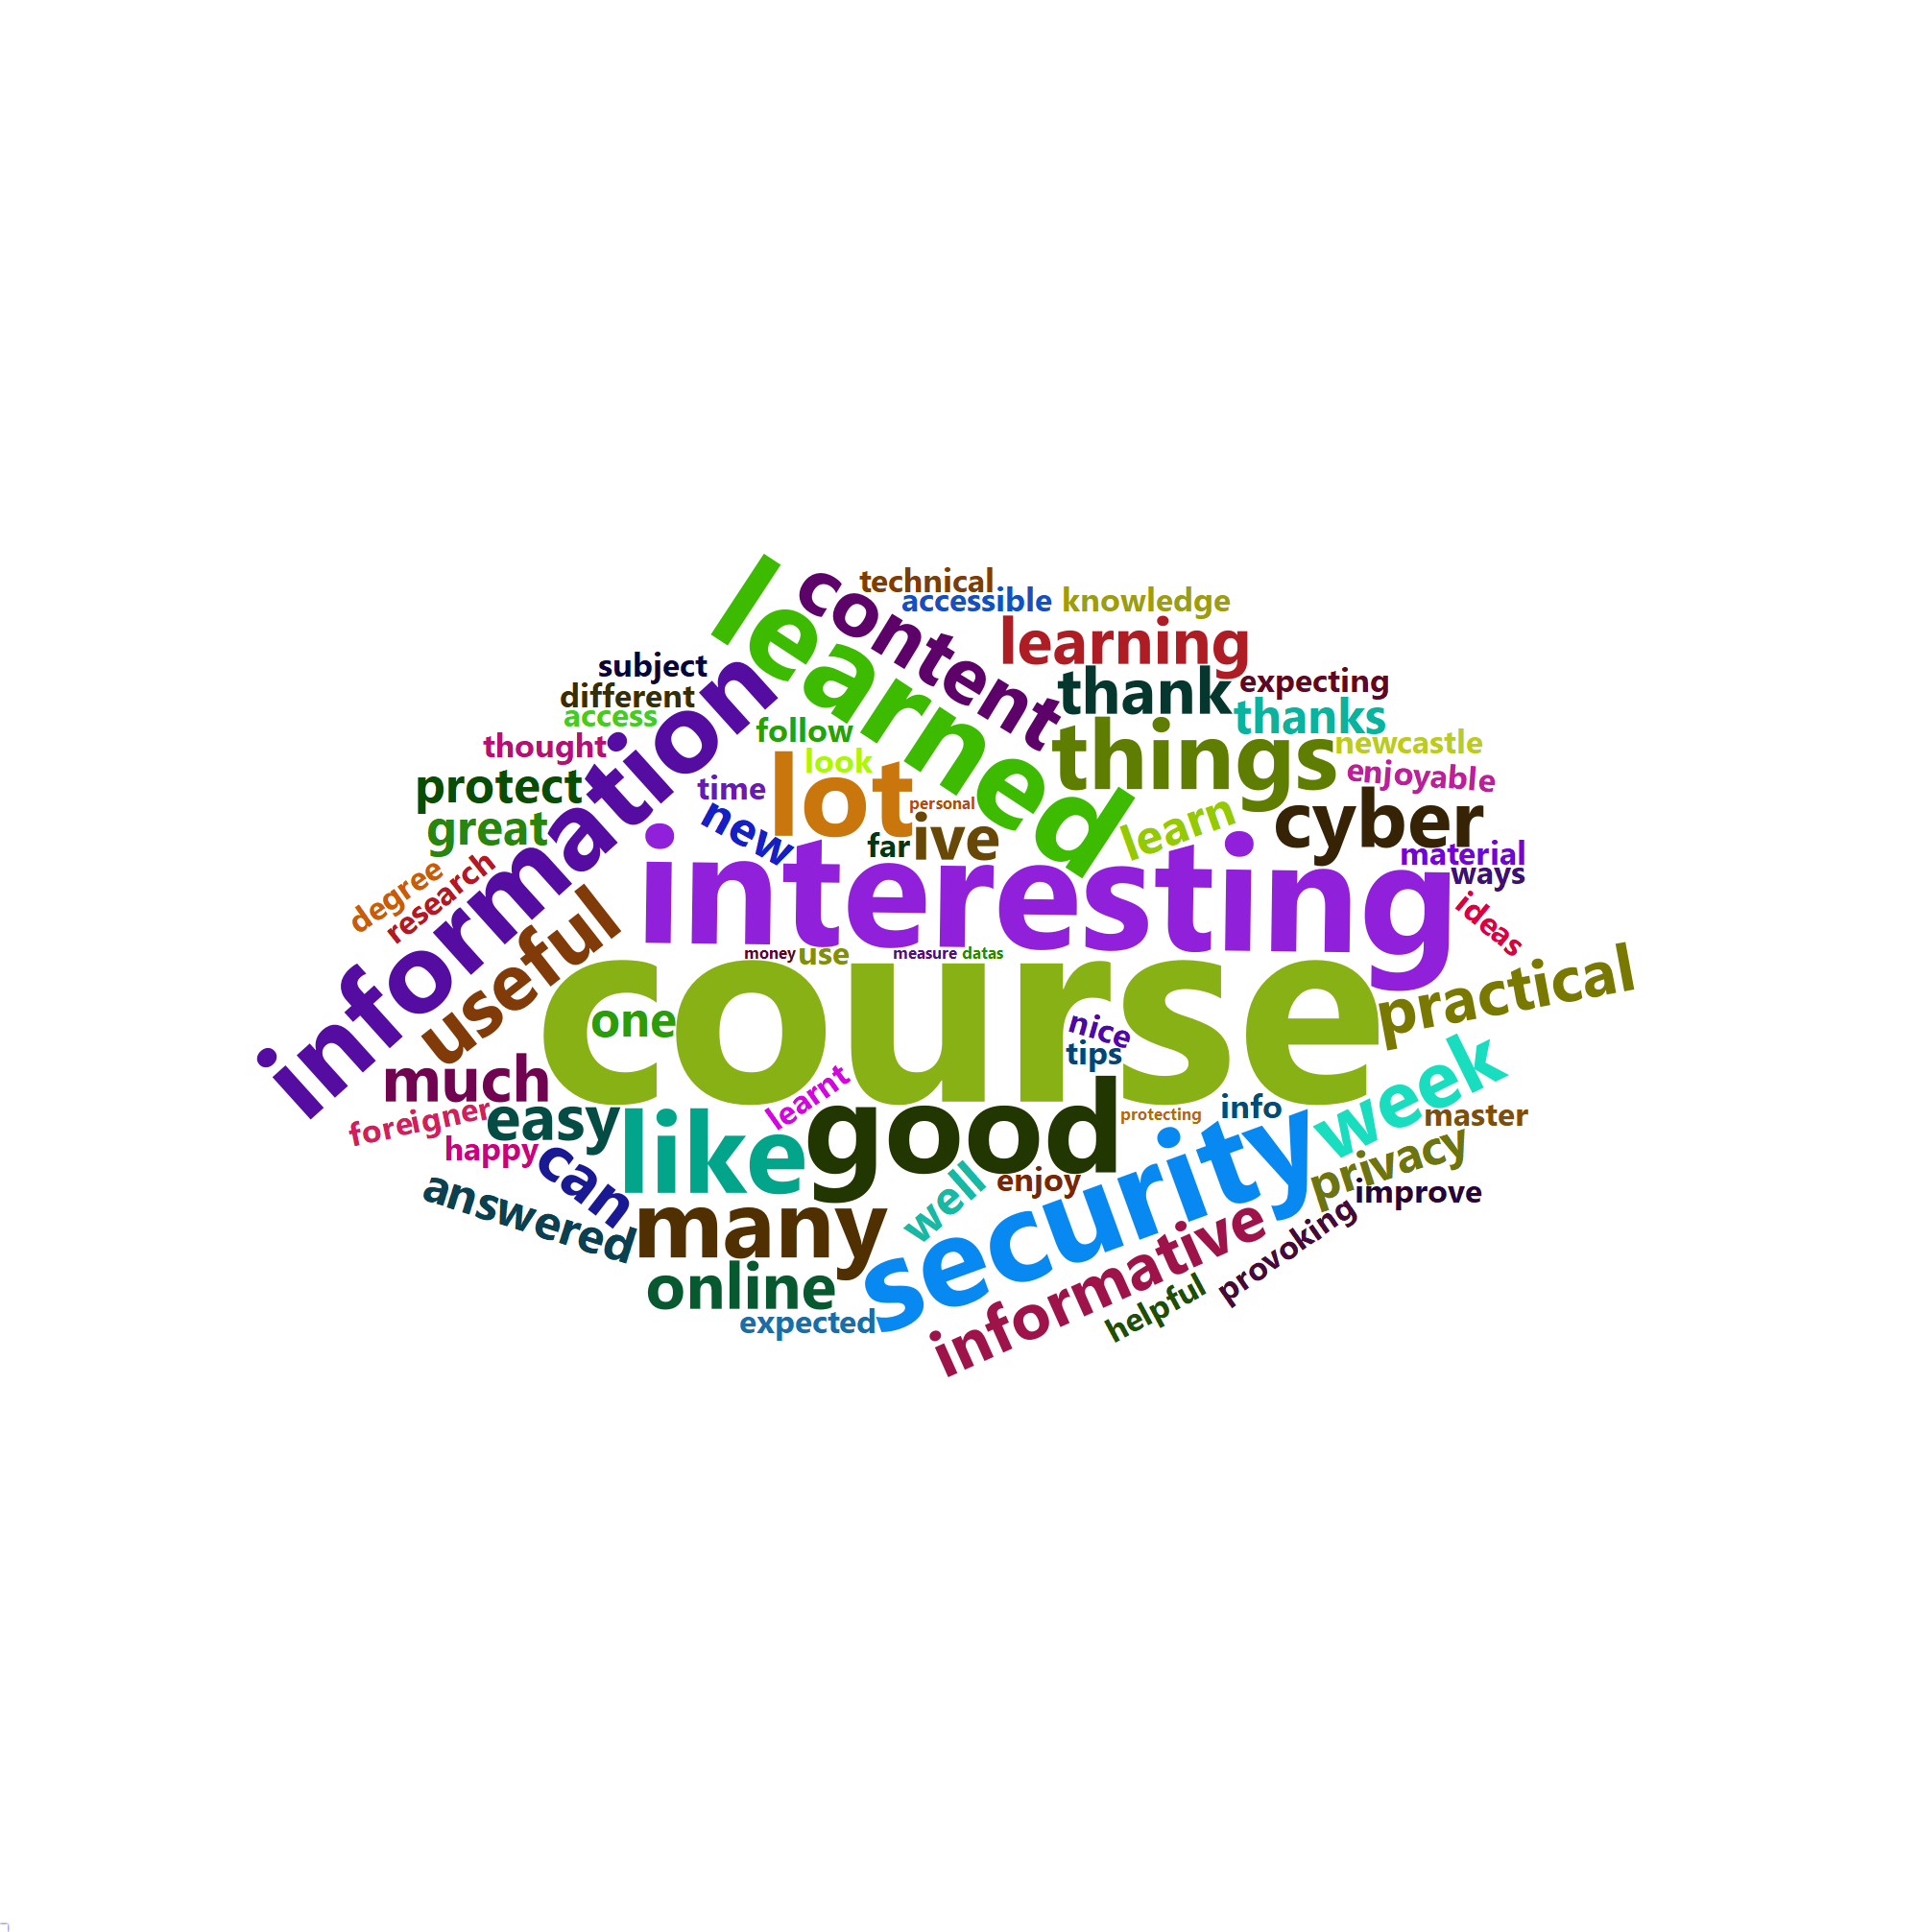 technical
accessible
knowledge
content
learned
learning
subject
thank
expecting
different
access
thanks
follow
thought
things
newcastle
look
enjoyable
protect
time
lot
personal
information
great
new
far
ive
learn
cyber
material
ways
degree
research
interesting
ideas
useful
money
use
measure
datas
course
practical
one
nice
tips
week
much
learnt
foreigner
easy
like
good
protecting
info
master
happy
can
security
privacy
answered
many
well
enjoy
improve
online
informative
provoking
expected
helpful